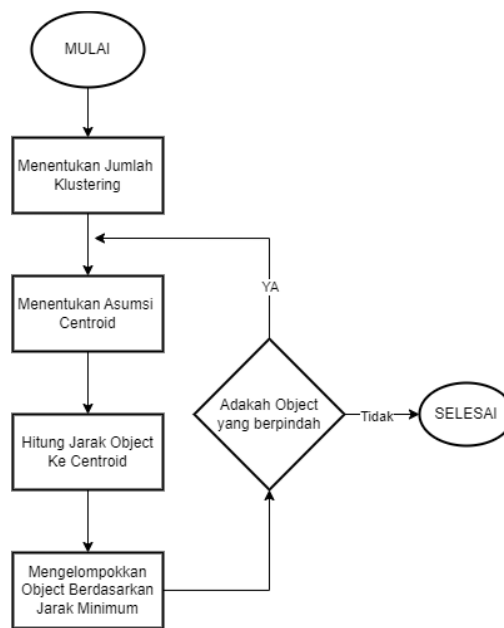 MULAI
Menentukan Jumlah
Klustering
Menentukan Asumsi
Centroid
Hitung Jarak Object
Ke Centroid
Mengelompokkan
Object Berdasarkan
Jarak Minimum
YA
Adakah Object
yang berpindah
Tidak
SELESAI